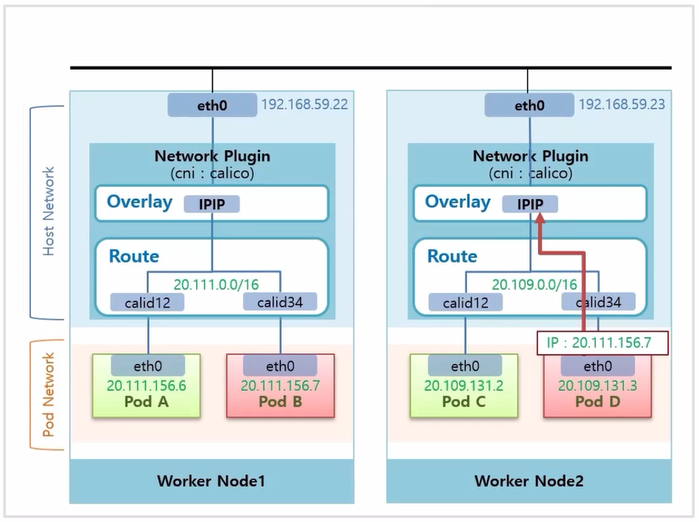 eth0 192.168.59.22
Network Plugin
(cni : calico)
Overlay IPIP
Route
20.111.0.0/16
calid12 calid34
eth0 eth0
20.111.156.6 20.111.156.7
Pod A Pod B
Worker Node1
eth0 192.168.59.23
Network Plugin
(cni : calico)
Overlay IPIP
Route
20.109.0.0/16
calid12 calid34
IP : 20.111.156.7
eth0 eth0
20.109.131.2 20.109.131.3
Pod C Pod D
Worker Node2
Host Network
Pod Network